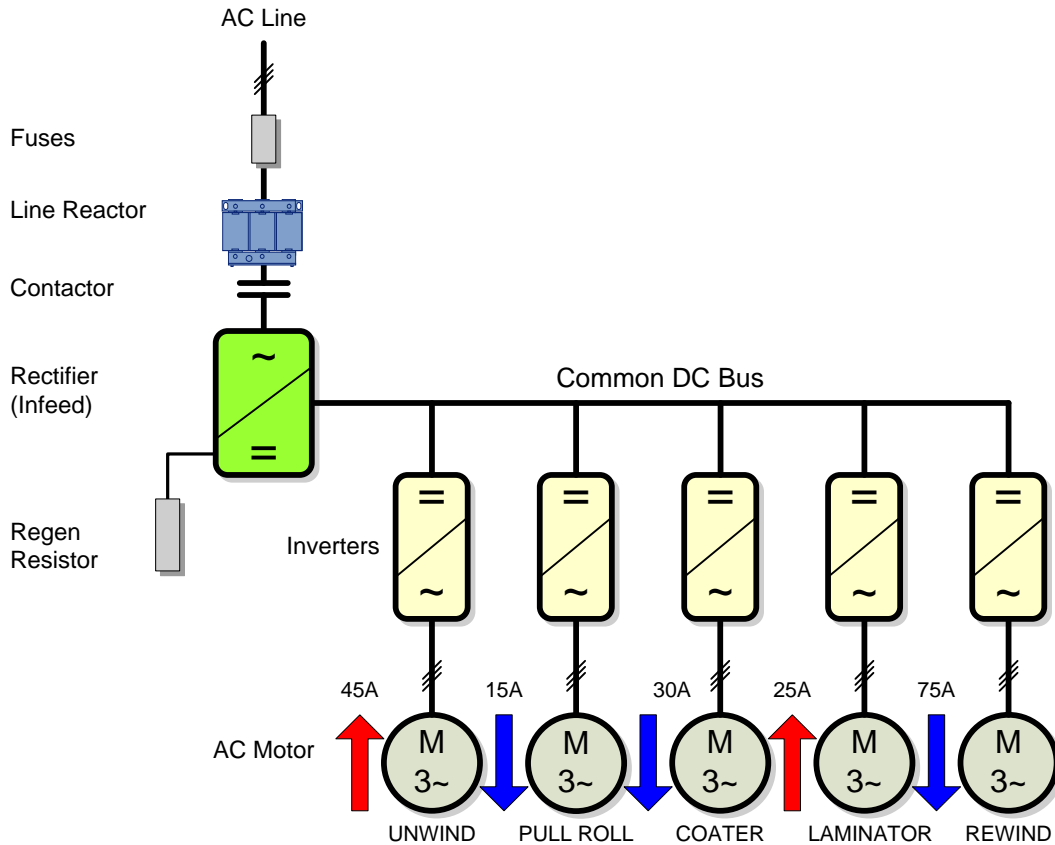 AC Line
Fuses
Line Reactor
Contactor
Rectifier
(Infeed)
~
=
Common DC Bus
Regen
Resistor
Inverters
= = = = =
~ ~ ~ ~ ~
45A 15A 30A 25A 75A
AC Motor
M M M M M
3~ 3~ 3~ 3~ 3~
UNWIND PULL ROLL COATER LAMINATOR REWIND